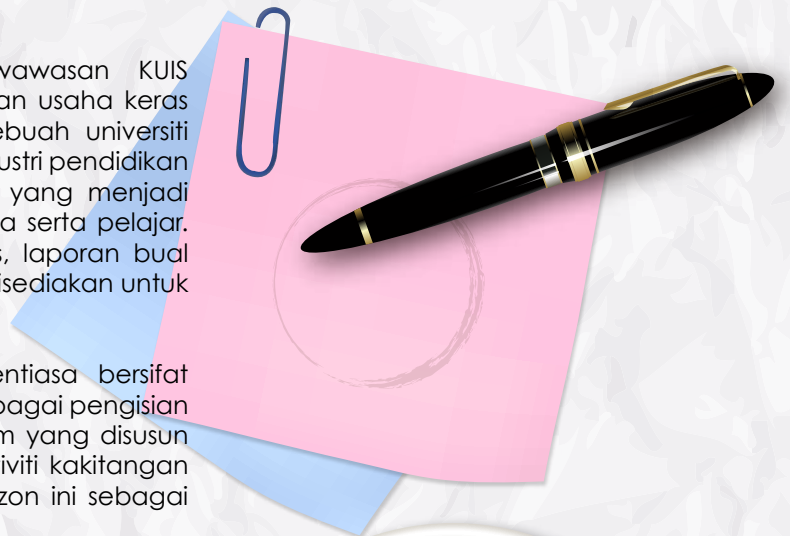 wawasan KUIS
an usaha keras
ebuah universiti
ustri pendidikan
yang menjadi
a serta pelajar.
s, laporan bual
isediakan untuk
entiasa bersifat
bagai pengisian
m yang disusun
iviti kakitangan
zon ini sebagai